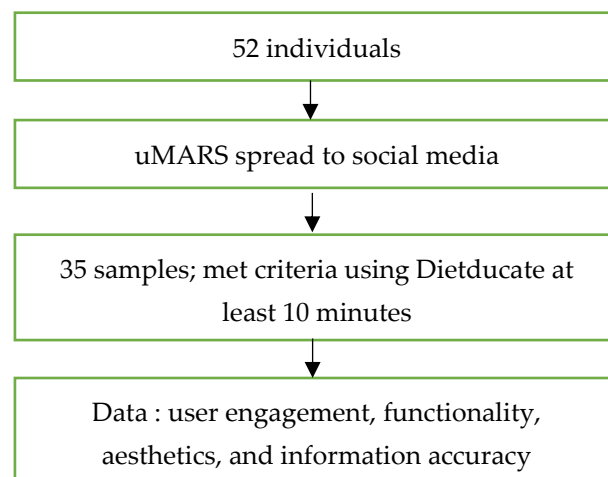 52 individuals
uMARS spread to social media
35 samples; met criteria using Dietducate at
least 10 minutes
Data : user engagement, functionality,
aesthetics, and information accuracy